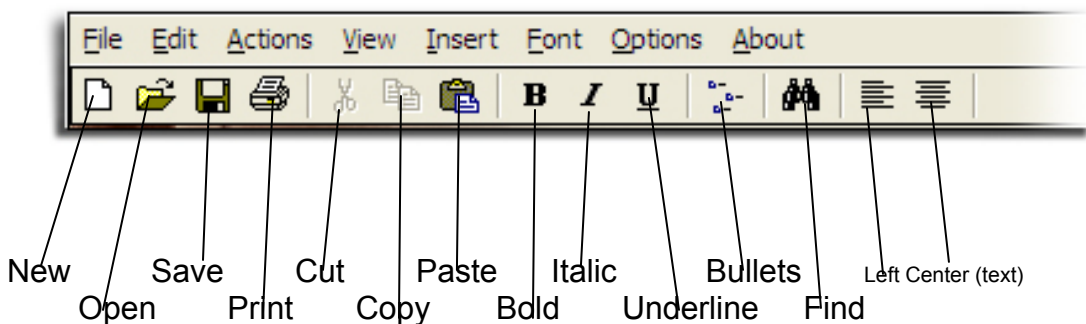 File Edit Actions View Insert Font Options About
B I U
New Save Cut Paste Italic Bullets Left Center (text)
Open Print Copy Bold Underline Find